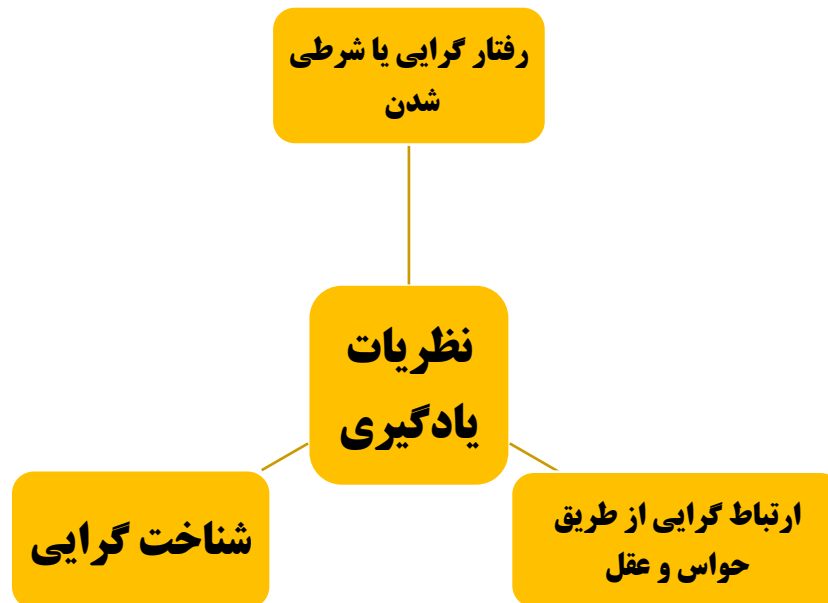 رفتار گرایی یا شرطی
شدن
نظریات
یادگیری
ارتباط گرایی از طریق
حواس و عقل
شناخت گرایی